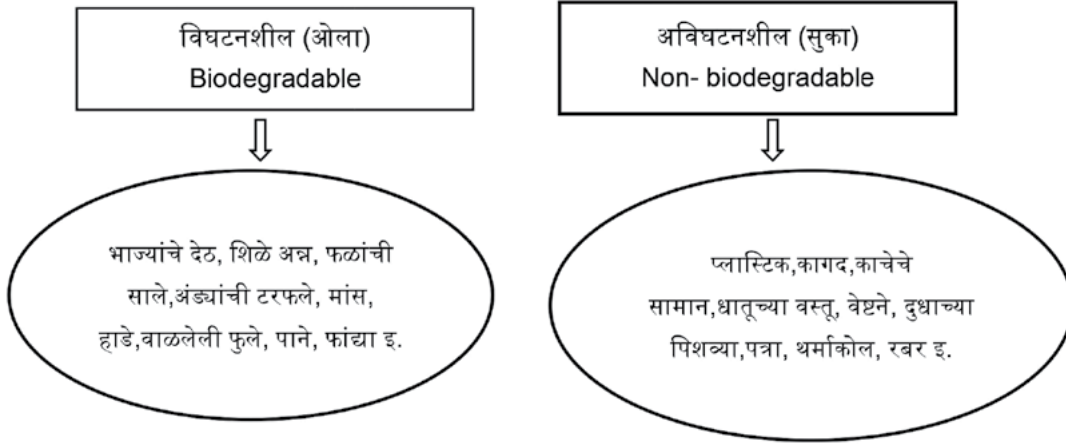 विघटनशील (ओला)
Biodegradable
भाज्यांचे देठ, शिळे अन्न, फळांची
साले,अंड्यांची टरफले, मांस,
हाडे,वाळलेली फुले, पाने, फांद्या इ.
अविघटनशील (सुका)
Non- biodegradable
प्लास्टिक,कागद,काचेचे
सामान,धातूच्या वस्तू, वेष्टने, दुधाच्या
पिशव्या,पत्रा, थर्माकोल, रबर इ.